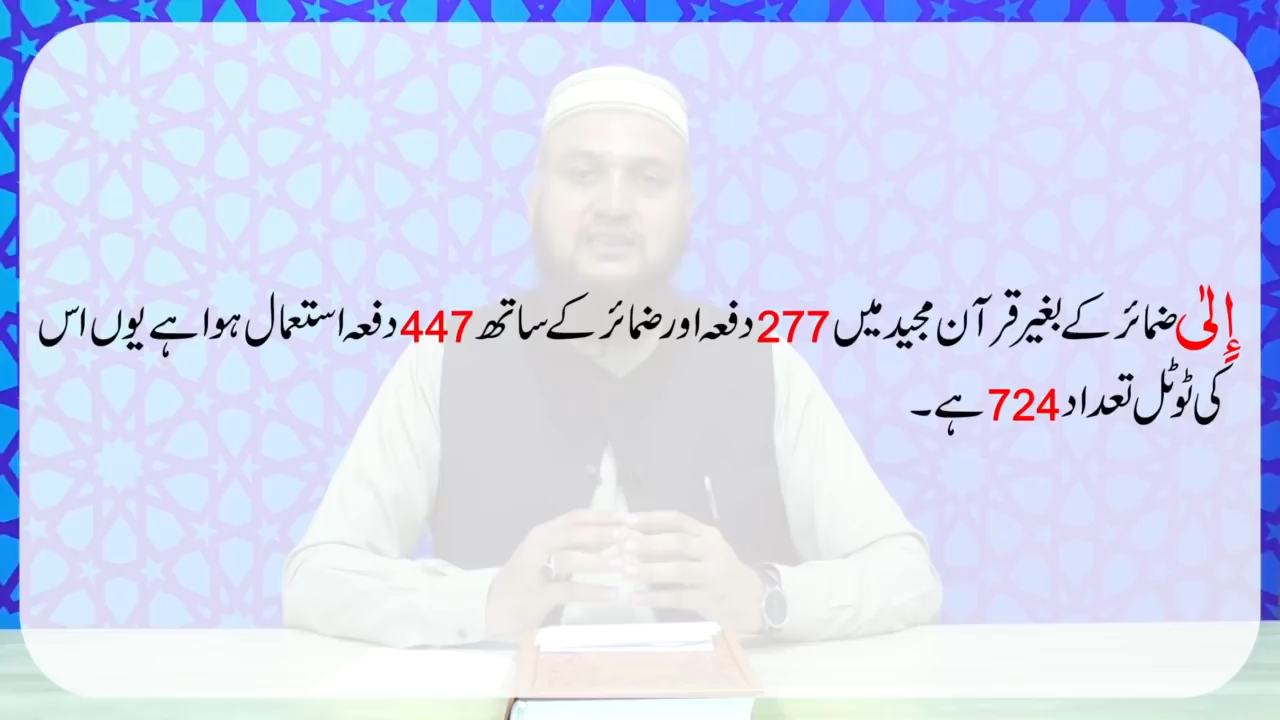 إِلٰی ضمائر کے بغیر قرآن مجید میں 277 دفعہ اور ضمائر کے ساتھ 447 دفعہ استعمال ہوا ہے یوں اس
کی ٹوٹل تعداد 724 ہے۔